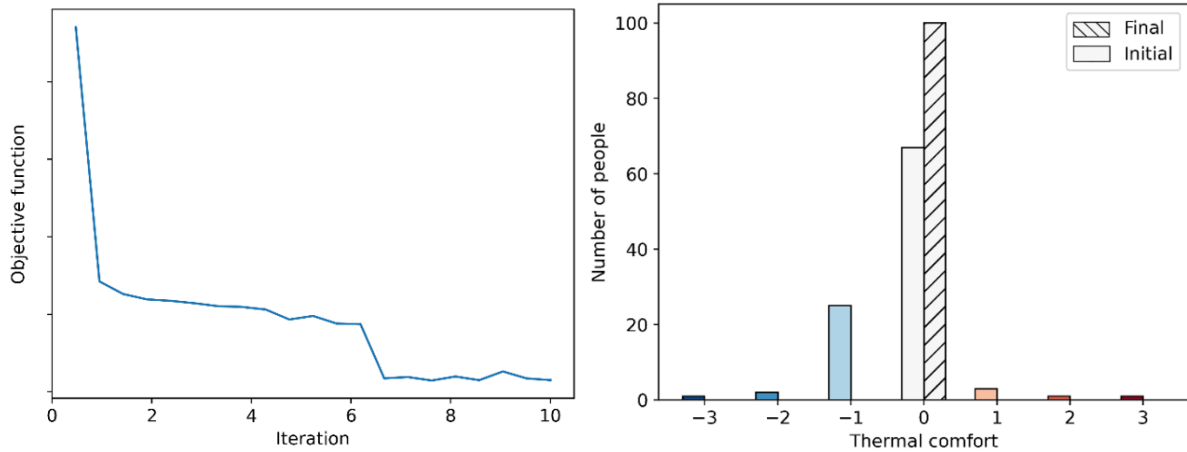 Objective function
0 2 4 6 8 10
Iteration
Number of people
100
80
60
40
20
0
−3 −2 −1 0 1 2 3
Thermal comfort
Final
Initial